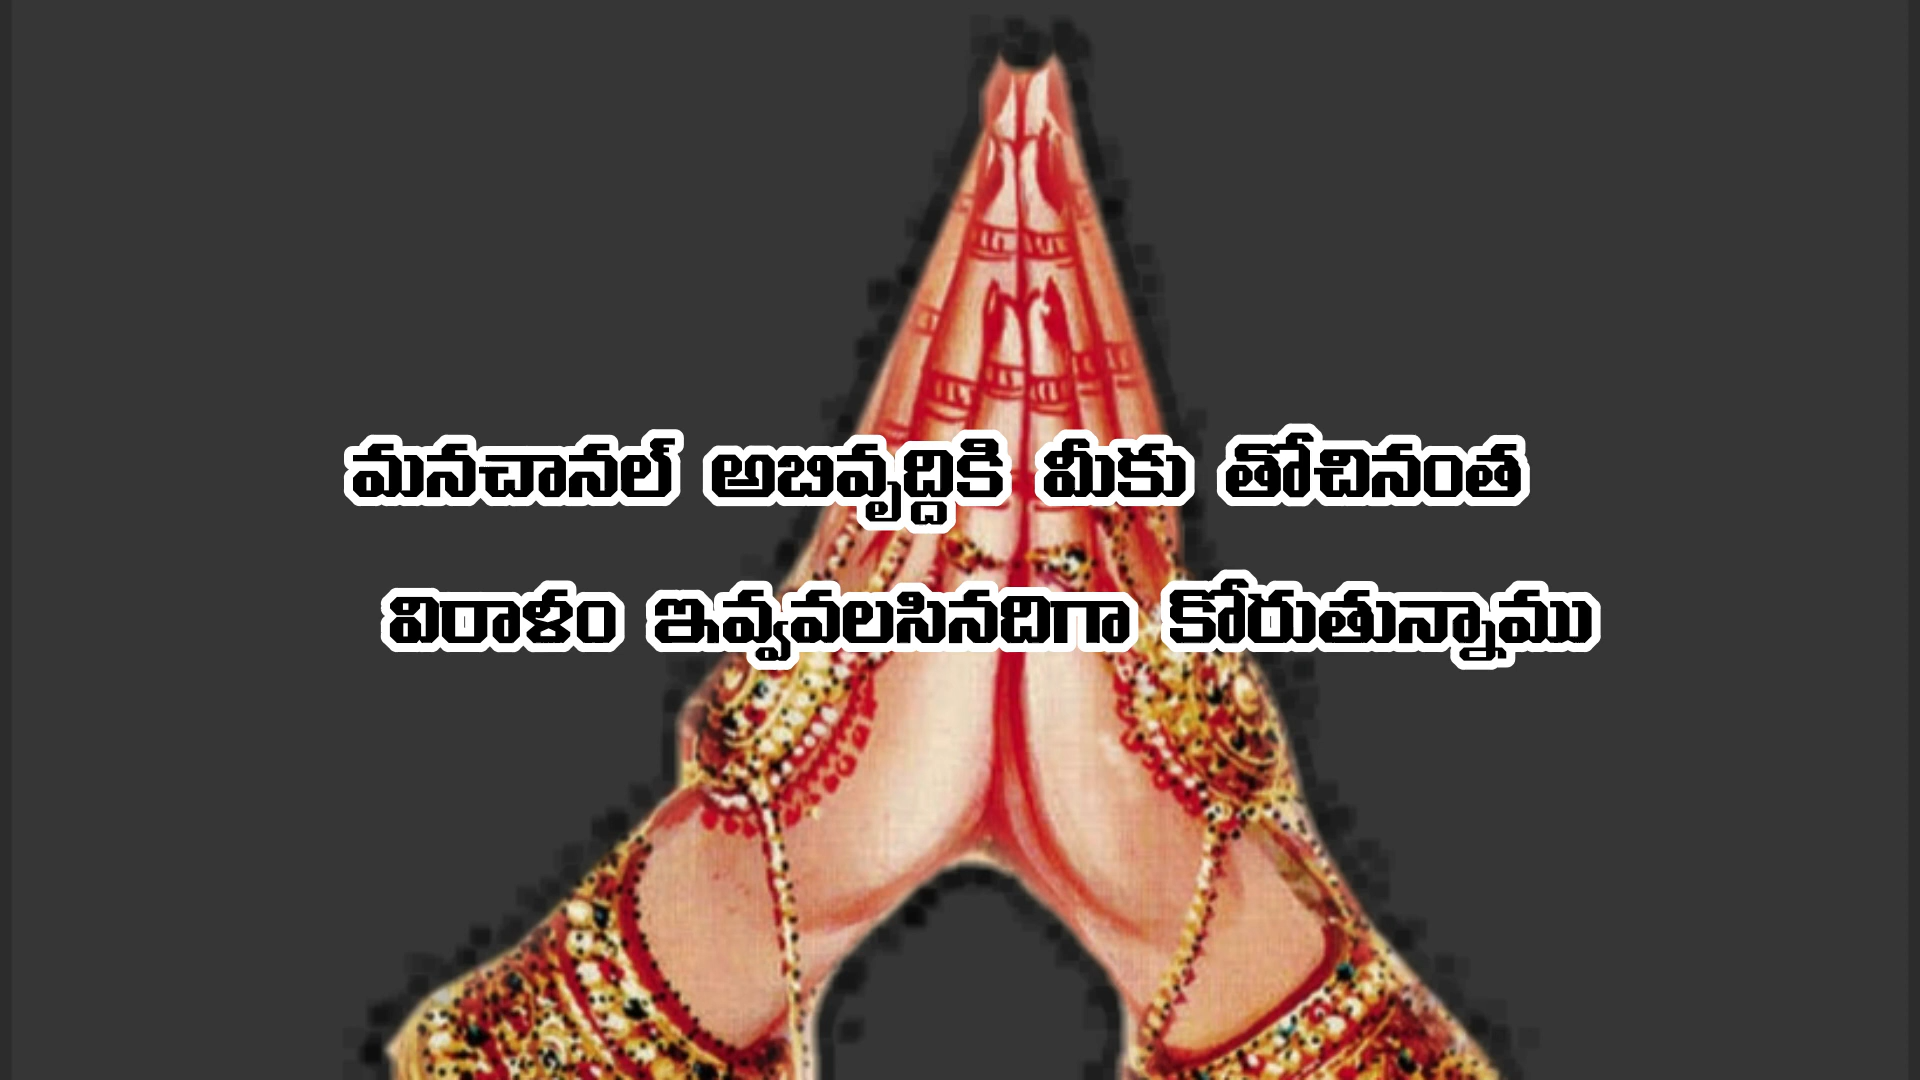 మనచానల్ అబివృద్దికి మీకు తోచినంత
విరాళం ఇవ్వవలసినదిగా కోరుతున్నాము